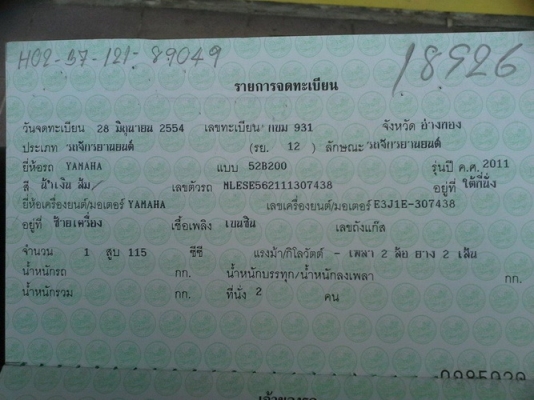 H02-57-121-89049
18926
รายการจดทะเบียน
วันจดทะเบียน 28 มิถุนายน 2554 เลขทะเบียน กขม 931 จังหวัด อ่างทอง
ประเภท รถจักรยานยนต์ (รย. 12 ) ลักษณะ รถจักรยานยนต์
ยี่ห้อรถ YAMAHA แบบ 52B200 รุ่นปี ค.ศ. 2011
สี น้ำเงิน ส้ม/ เลขตัวรถ MLESE562111307438 อยู่ที่ ใต้ที่นั่ง
ยี่ห้อเครื่องยนต์/มอเตอร์ YAMAHA เลขเครื่องยนต์/มอเตอร์ E3J1E-307438
อยู่ที่ ซ้ายเครื่อง เชื้อเพลิง เบนซิน เลขถังแก๊ส
จำนวน 1 สูบ 115 ซีซี แรงม้า/กิโลวัตต์ - เพลา 2 ล้อ ยาง 2 เส้น
น้ำหนักรถ กก. น้ำหนักบรรทุก/น้ำหนักลงเพลา กก.
น้ำหนักรวม กก. ที่นั่ง 2 คน